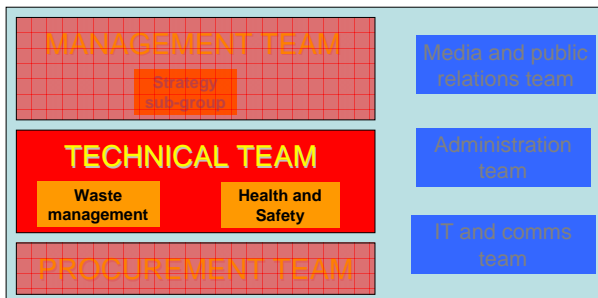 MANAGEMENT TEAM
Strategy
sub-group
TECHNICAL TEAM
Waste
management
Health and
Safety
PROCUREMENT TEAM
Media and public
relations team
Administration
team
IT and comms
team